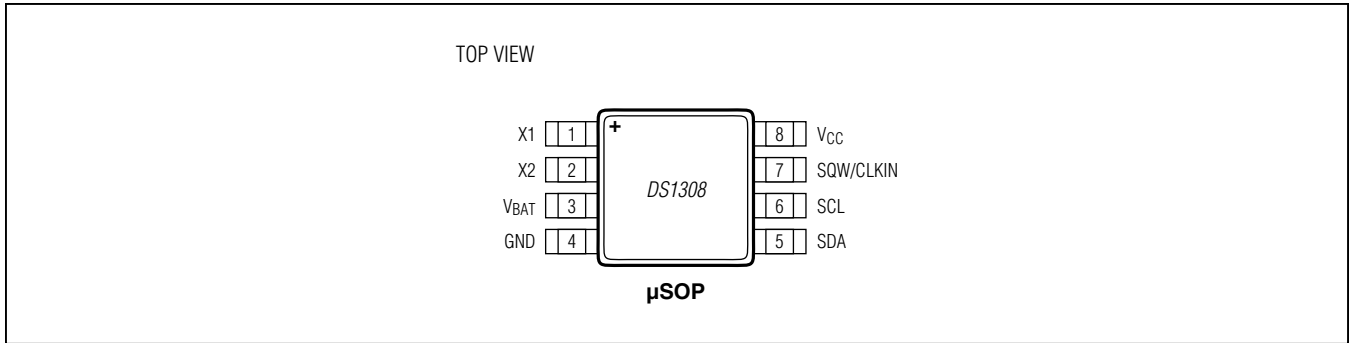 TOP VIEW
X1 1 + 8 VCC
X2 2 7 SQW/CLKIN
DS1308
VBAT 3 6 SCL
GND 4 5 SDA
µSOP